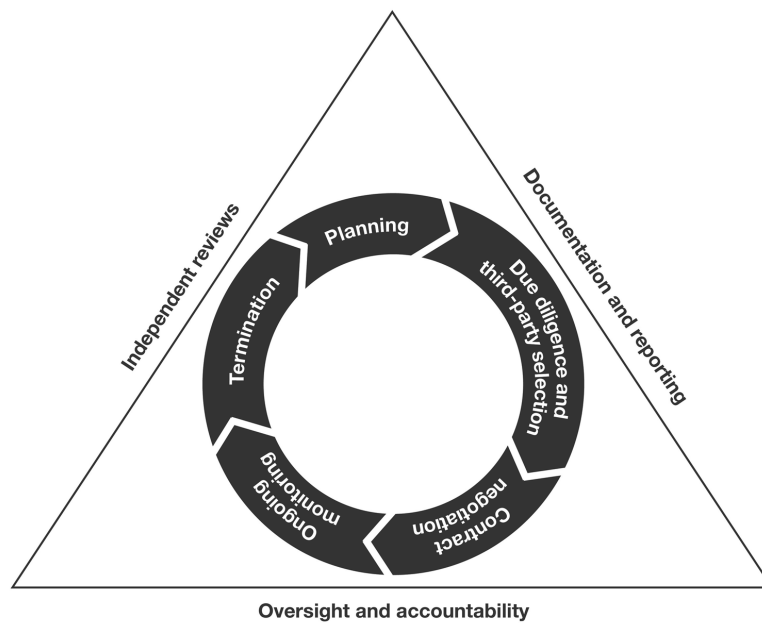 Independent reviews
Documentation and reporting
Planning
Due diligence and
third-party selection
Contract
negotiation
Ongoing
monitoring
Termination
Oversight and accountability